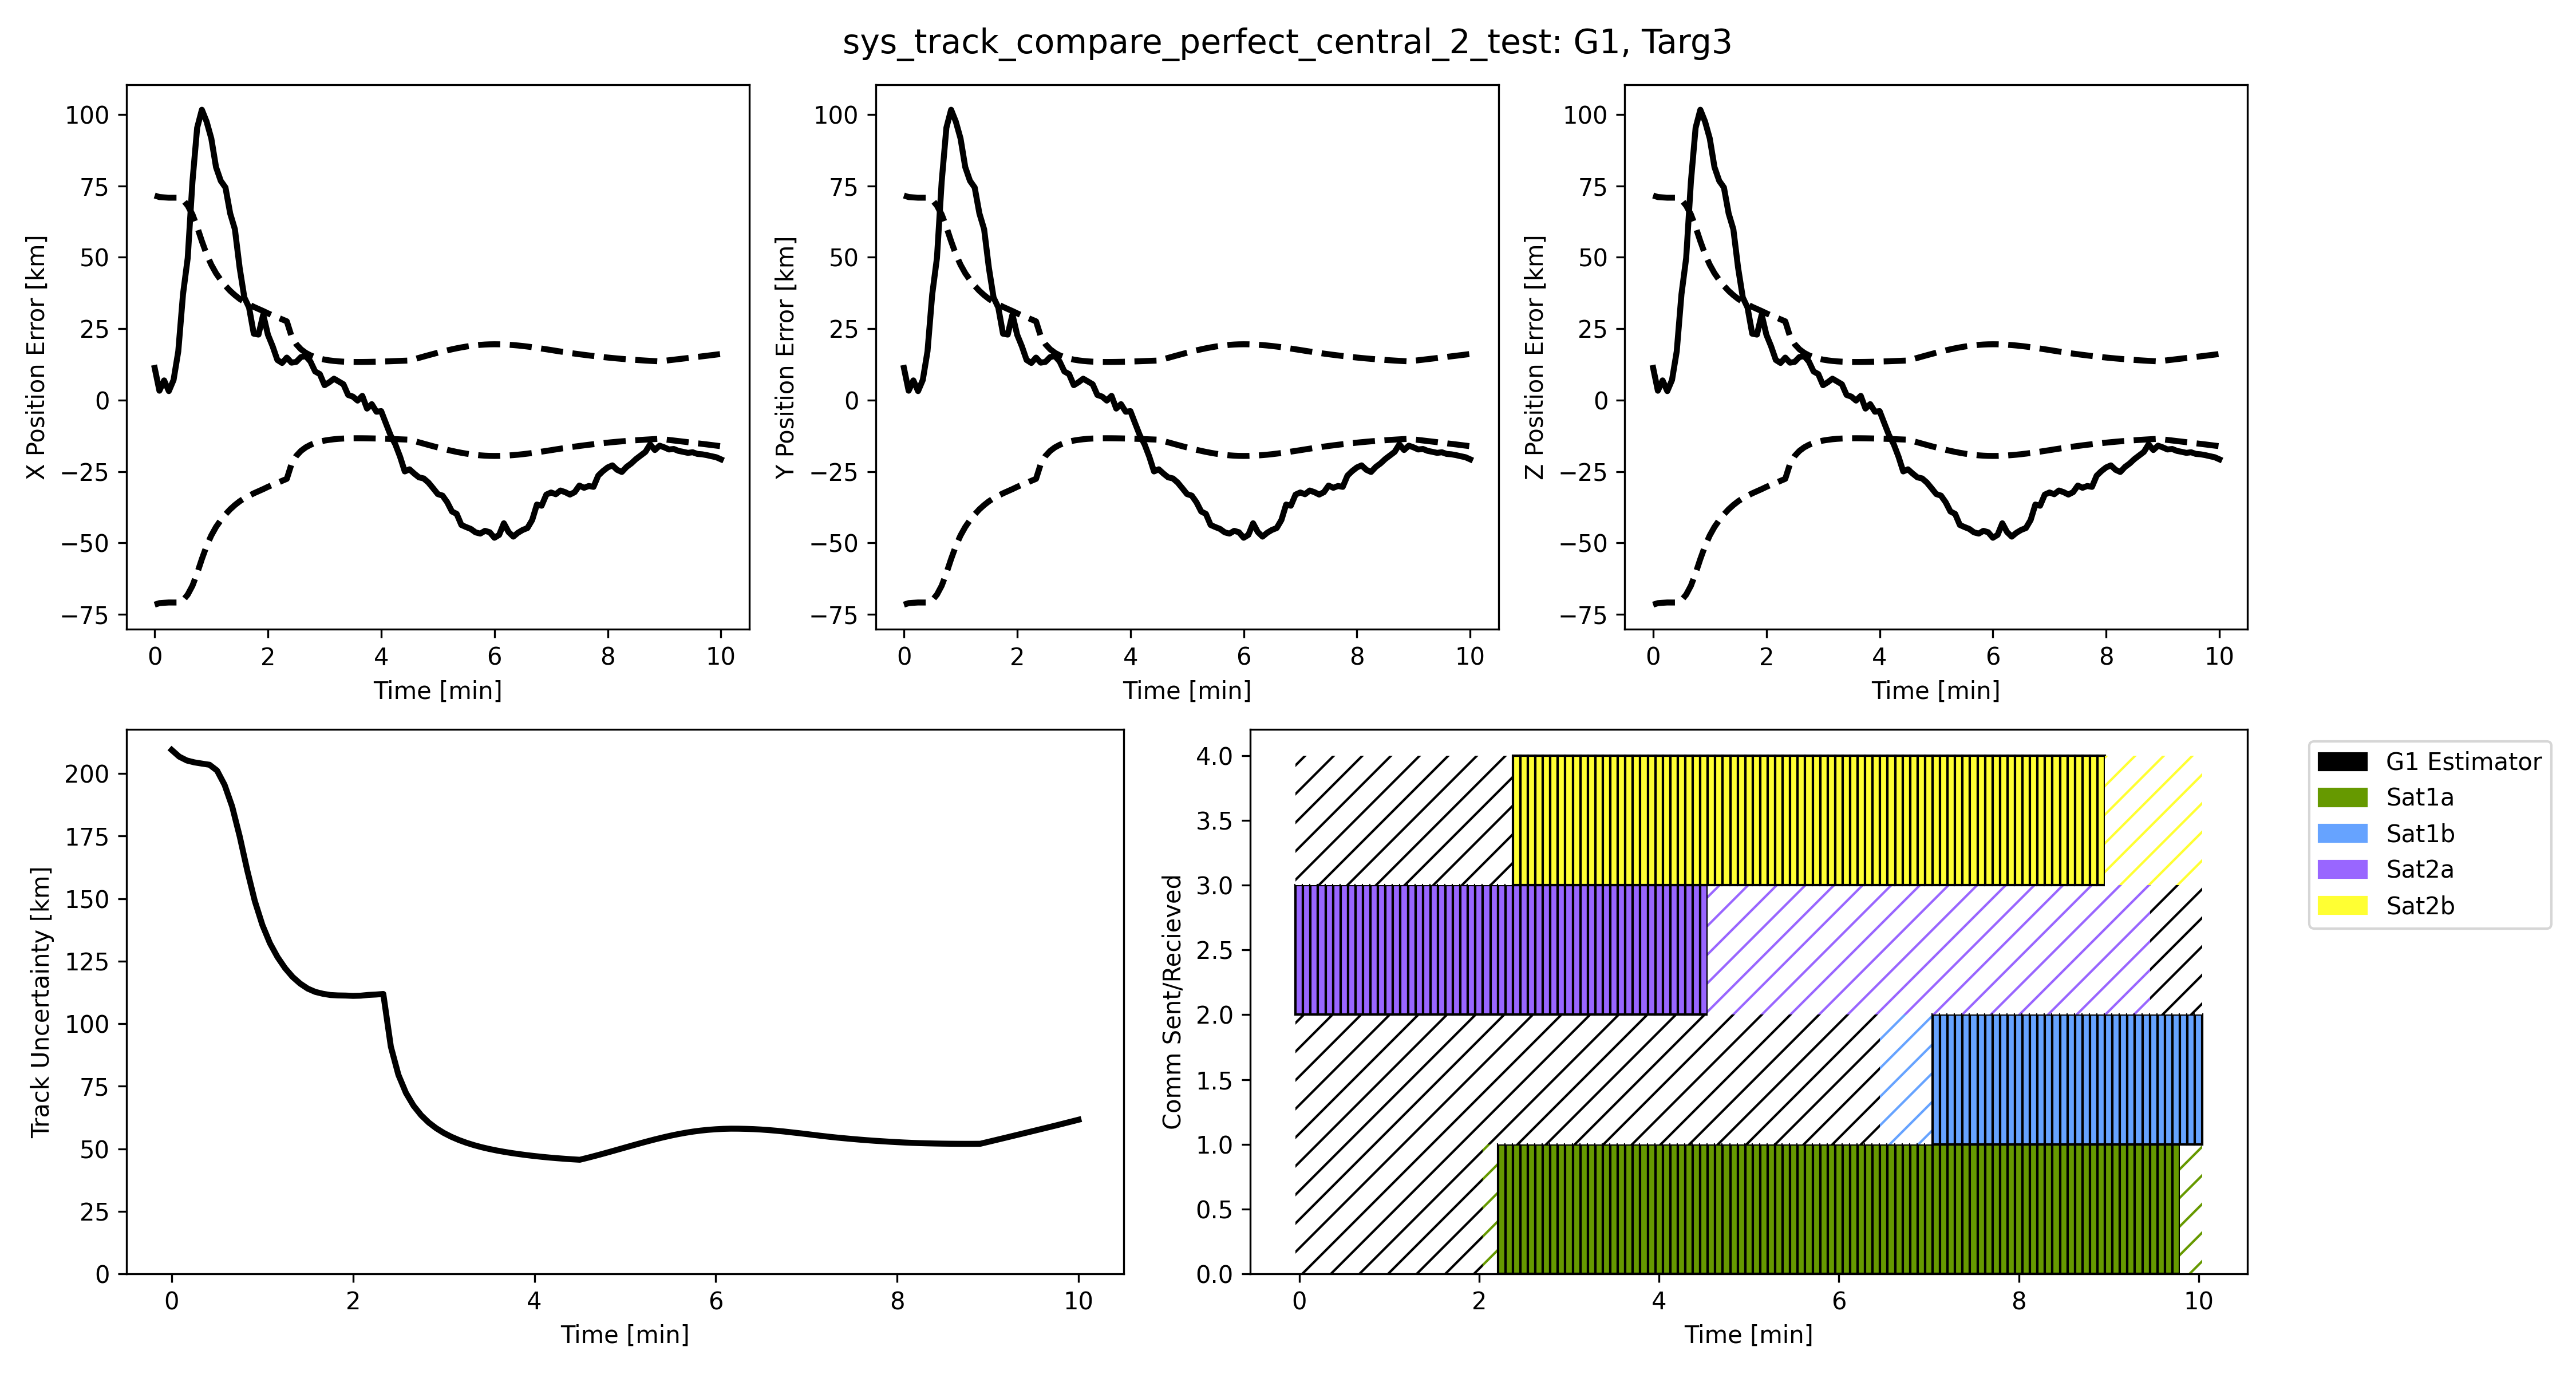 sys_track_compare_perfect_central_2_test: G1, Targ3
X Position Error [km]
100
75
50
25
0
−25
−50
−75
0 2 4 6 8 10
Time [min]
Y Position Error [km]
100
75
50
25
0
−25
−50
−75
0 2 4 6 8 10
Time [min]
Z Position Error [km]
100
75
50
25
0
−25
−50
−75
0 2 4 6 8 10
Time [min]
Track Uncertainty [km]
200
175
150
125
100
75
50
25
0
0 2 4 6 8 10
Time [min]
Comm Sent/Recieved
4.0
3.5
3.0
2.5
2.0
1.5
1.0
0.5
0.0
0 2 4 6 8 10
Time [min]
G1 Estimator
Sat1a
Sat1b
Sat2a
Sat2b